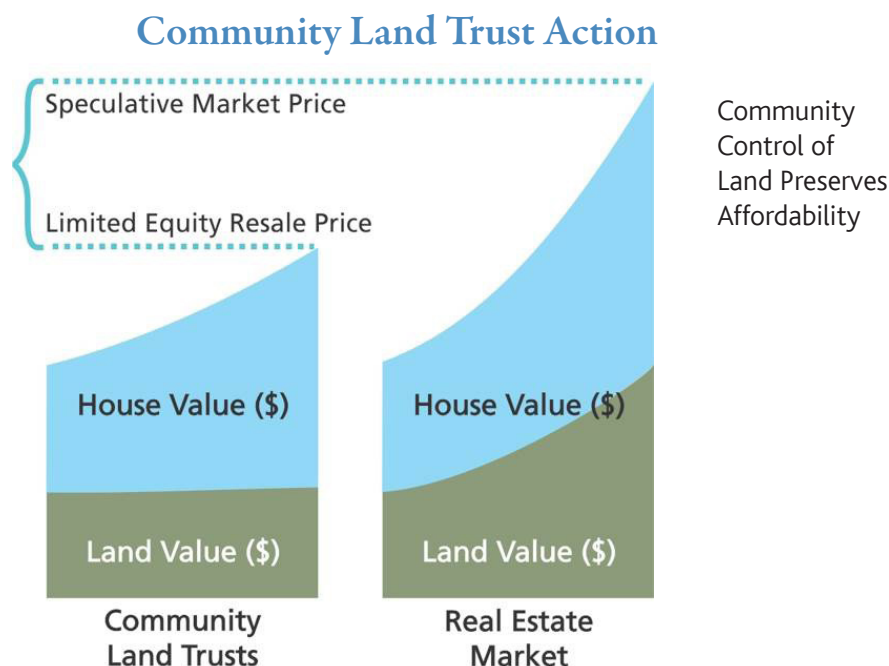 Community Land Trust Action
Speculative Market Price
Limited Equity Resale Price
House Value ($)
Land Value ($)
Community
Land Trusts
House Value ($)
Land Value ($)
Real Estate
Market
Community
Control of
Land Preserves
Affordability